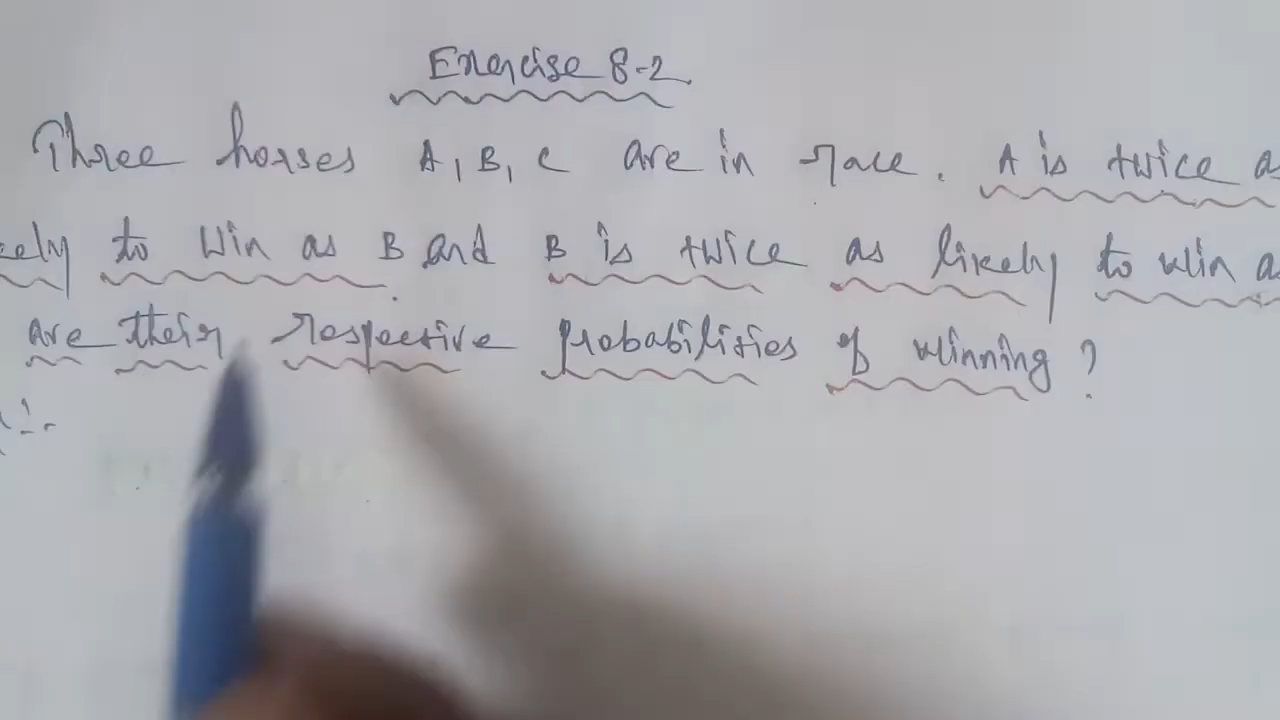 Exercise 8-2
Three horses A, B, C are in race. A is twice as
to win as B and B is twice as likely to win
are their respective probabilities of winning?